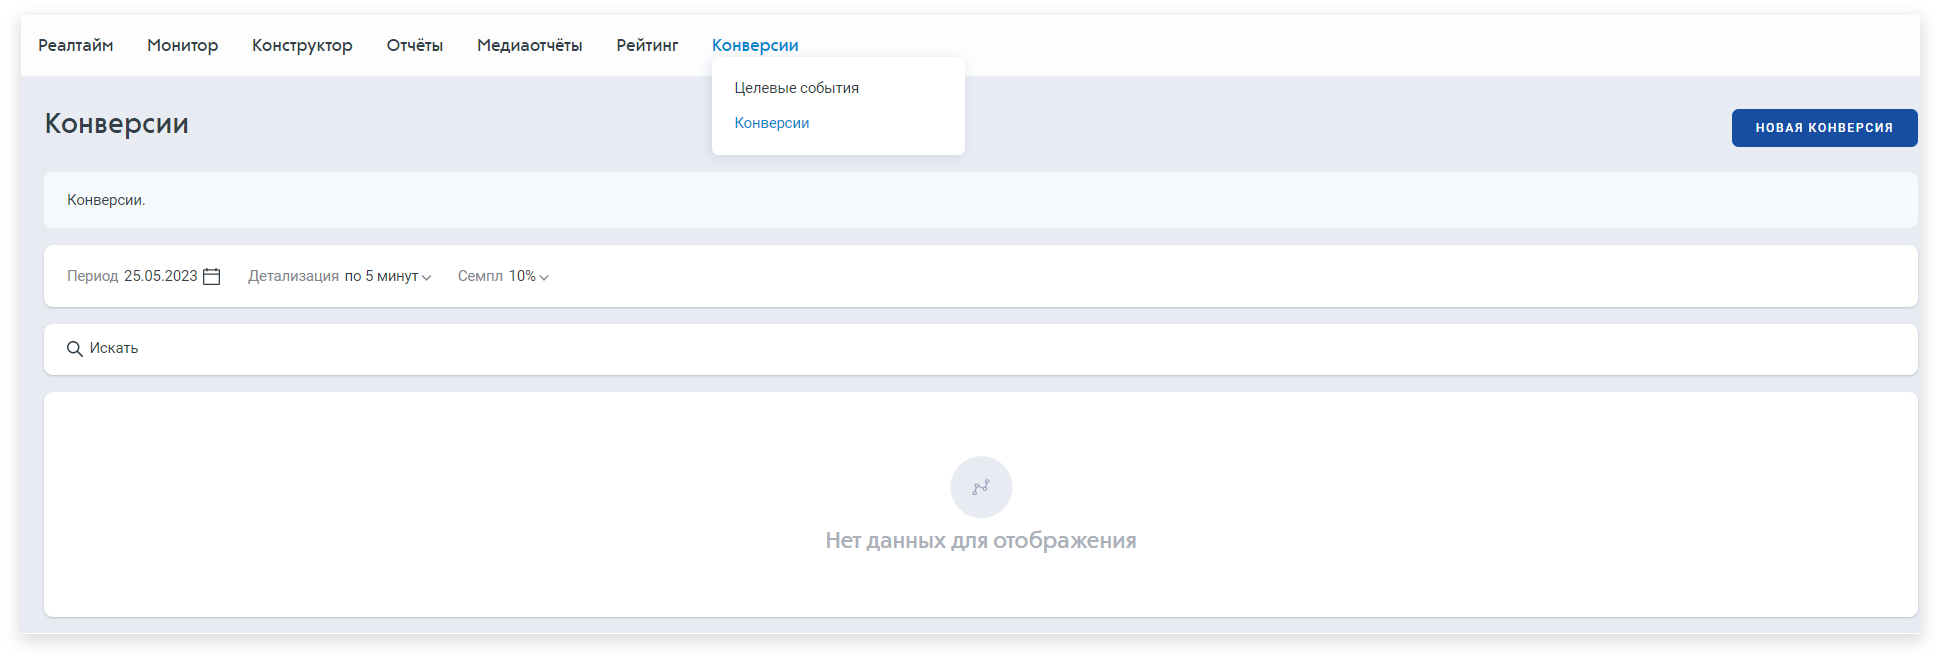 Реалтайм Монитор Конструктор Отчёты Медиаотчёты Рейтинг Конверсии
Целевые события
Конверсии
Конверсии
НОВАЯ КОНВЕРСИЯ
Конверсии.
Период 25.05.2023 Детализация по 5 минут Семпл 10%
Искать
Нет данных для отображения